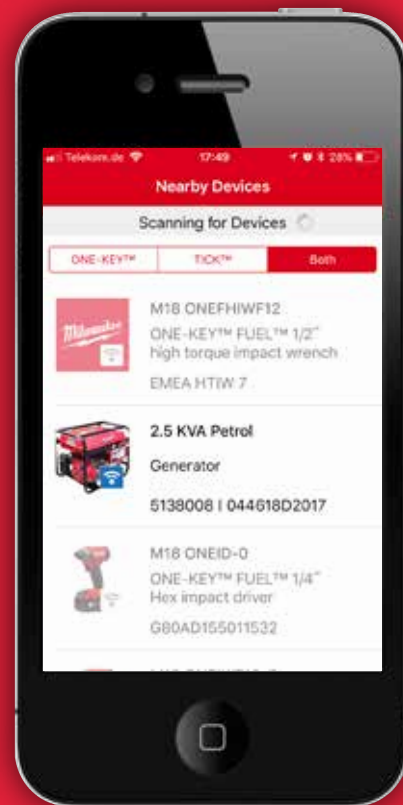 Telekom.de 17:49 28%
Nearby Devices
Scanning for Devices
ONE-KEY™ TICK™ Both
Milwaukee
M18 ONEFHIWF12
ONE-KEY™ FUEL™ 1/2″
high torque impact wrench
EMEA HTIW 7
2.5 KVA Petrol
Generator
5138008 | 044618D2017
M18 ONEID-0
ONE-KEY™ FUEL™ 1/4″
Hex impact driver
G80AD155011532